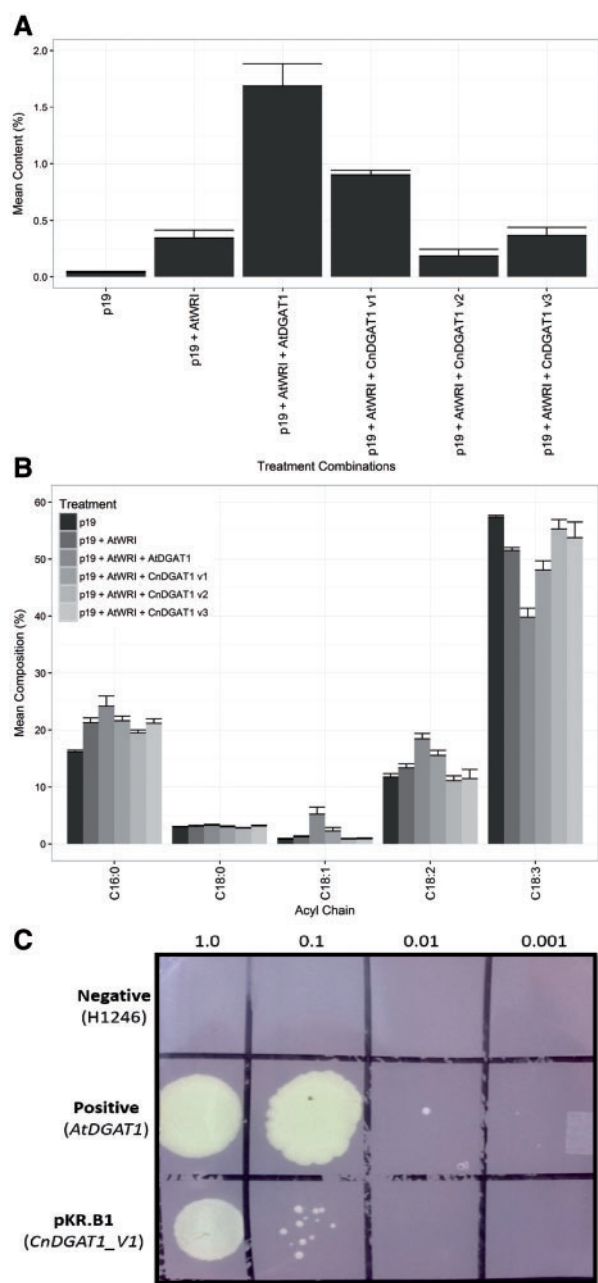 A
Mean Content (%)
2.0
1.5
1.0
0.5
0.0
p19
p19 + AtWRI
p19 + AtWRI + AtDGAT1
p19 + AtWRI + CnDGAT1 v1
p19 + AtWRI + CnDGAT1 v2
p19 + AtWRI + CnDGAT1 v3
Treatment Combinations
B
Mean Composition (%)
60
50
40
30
20
10
0
Treatment
p19
p19 + AtWRI
p19 + AtWRI + AtDGAT1
p19 + AtWRI + CnDGAT1 v1
p19 + AtWRI + CnDGAT1 v2
p19 + AtWRI + CnDGAT1 v3
C16:0
C18:0
C18:1
C18:2
C18:3
Acyl Chain
C
1.0 0.1 0.01 0.001
Negative
(H1246)
Positive
(AtDGAT1)
pKR.B1
(CnDGAT1_V1)